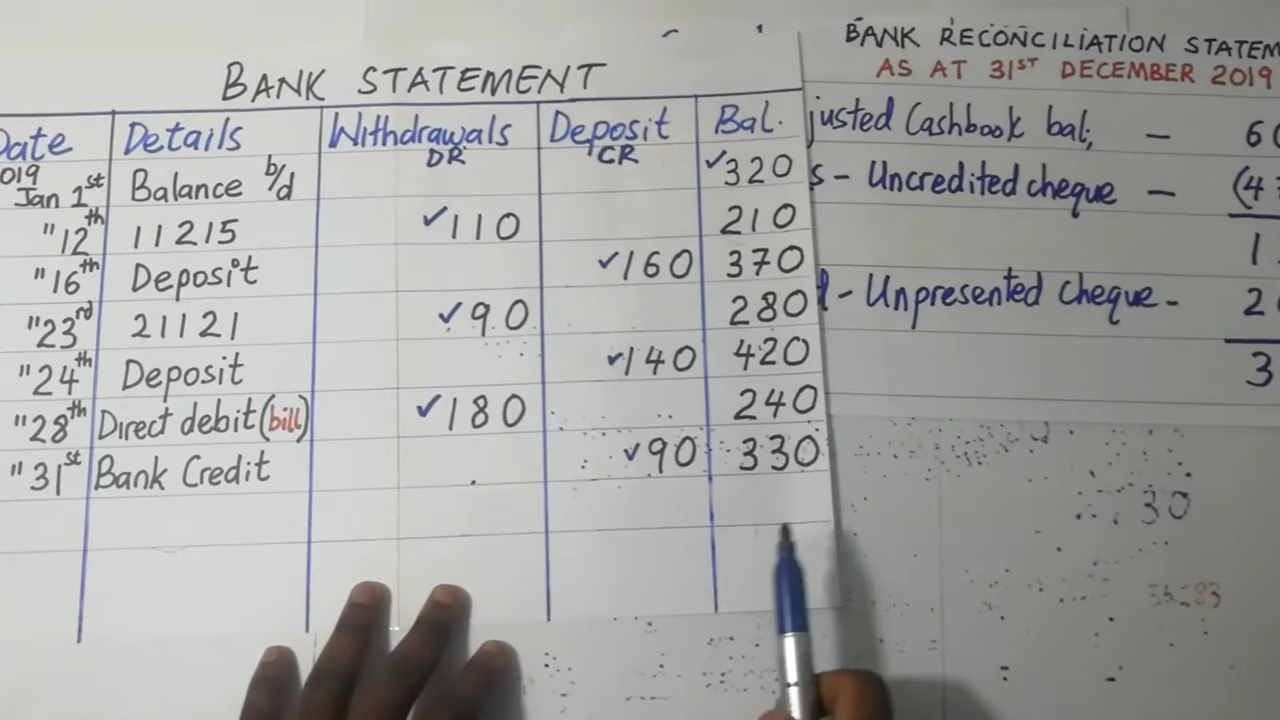 BANK STATEMENT
Date Details Withdrawals DR Deposit CR Bal.
2019
Jan 1st Balance b/d ✓320
"12th 11215 ✓110 210
"16th Deposit ✓160 370
"23rd 21121 ✓90 280
"24th Deposit ✓140 420
"28th Direct debit (bill) ✓180 240
"31st Bank Credit ✓90 330
BANK RECONCILIATION STATEM
AS AT 31ST DECEMBER 2019
justed Cashbook bal; - 6
s - Uncredited cheque - (4
1
- Unpresented cheque - 2
3
30